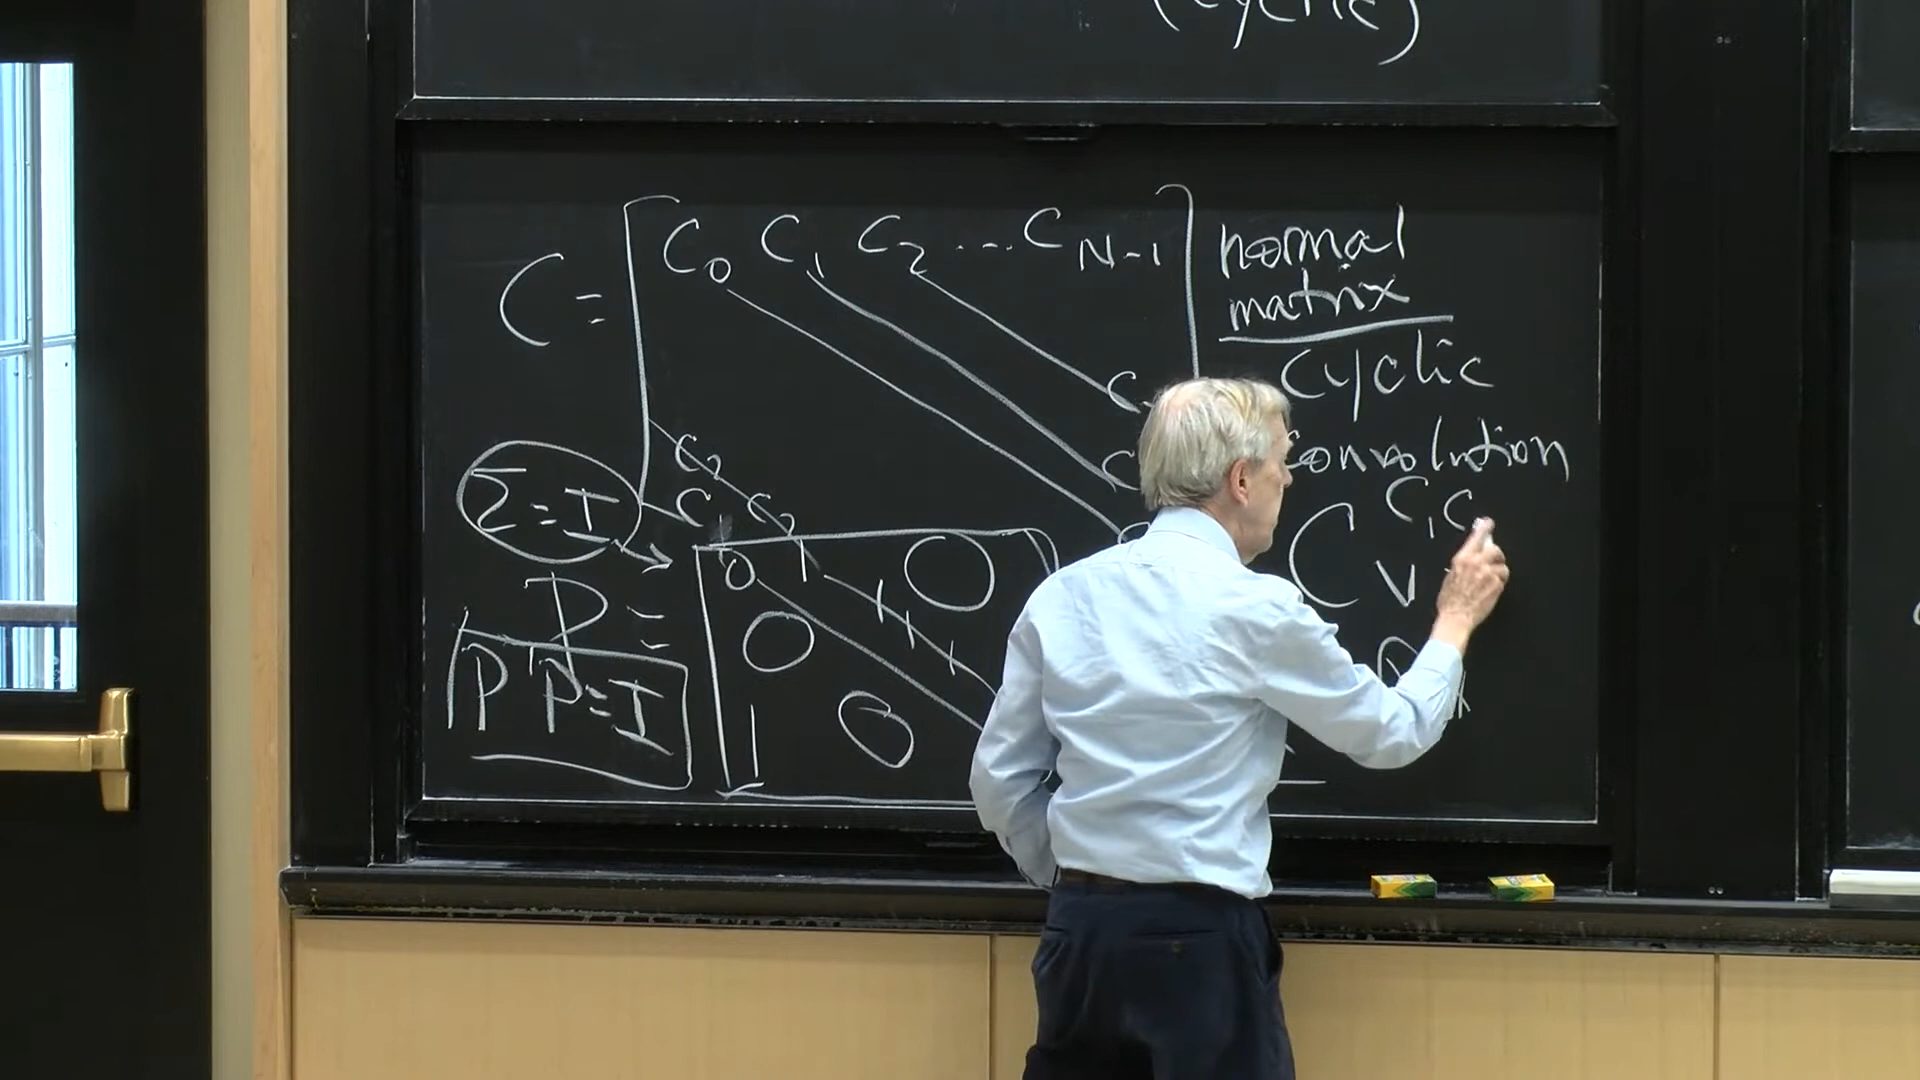 (cyclic)
C = [ C₀ C₁ C₂ ... C N-1 ]
normal
matrix
cyclic
convolution
C₂
C₁ C₂
Σ = I
P =
0 1 0
0
1 0
Pᵀ P = I
C V
C₁ C